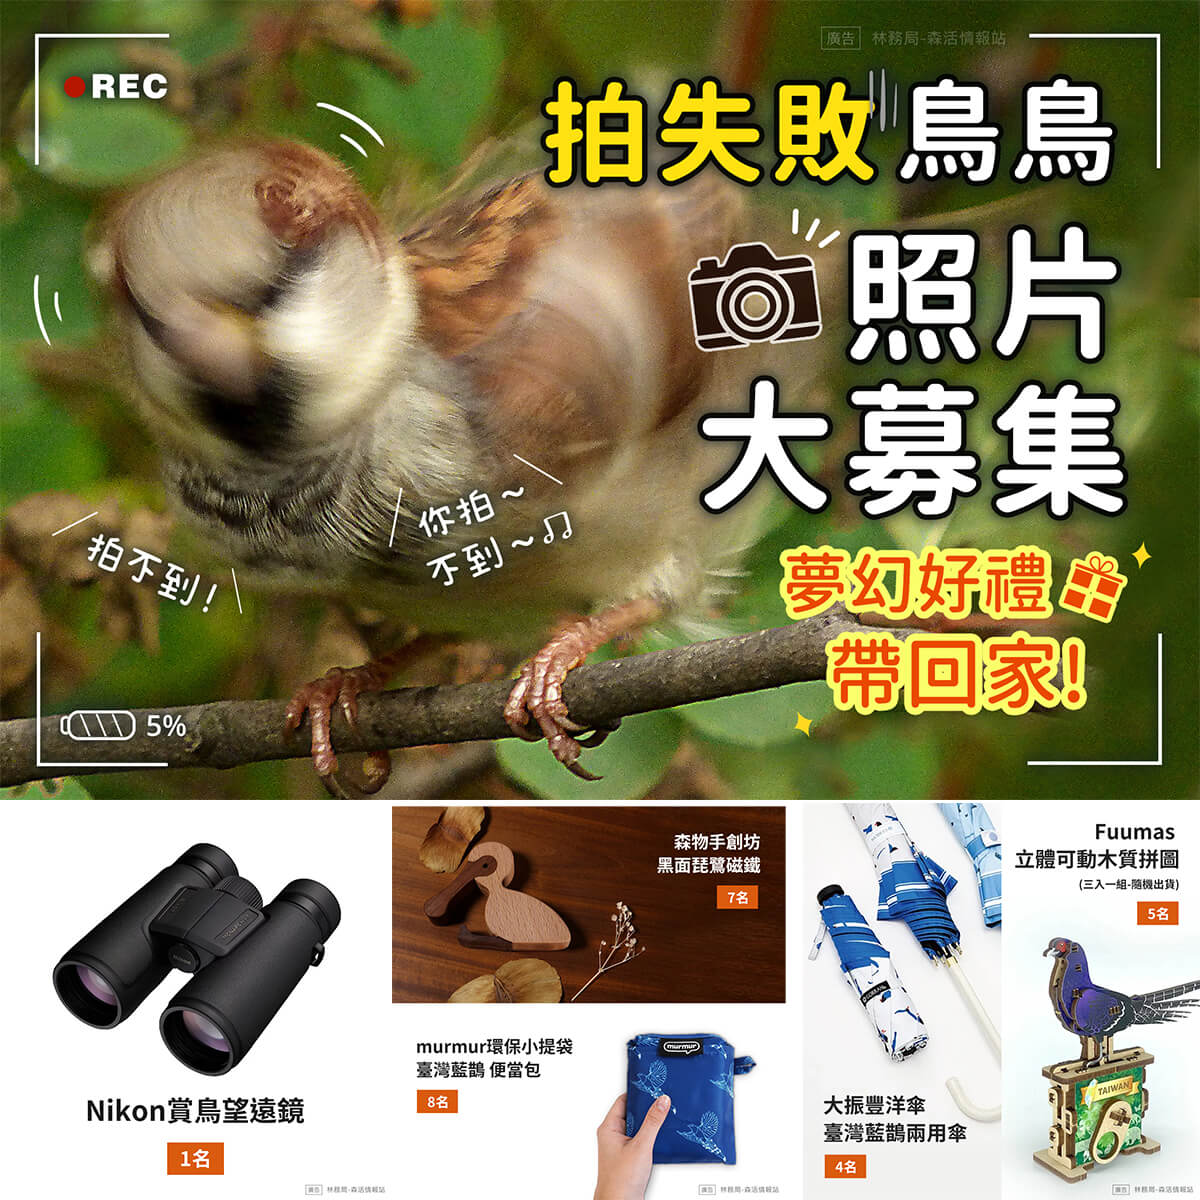 廣告 林務局-森活情報站
REC
拍失敗鳥鳥
照片
大募集
你拍~
不到~♫
拍不到!
夢幻好禮
帶回家!
5%
Nikon賞鳥望遠鏡
1名
廣告 林務局-森活情報站
森物手創坊
黑面琵鷺磁鐵
7名
murmur環保小提袋
臺灣藍鵲 便當包
8名
murmur
廣告 林務局-森活情報站
大振豐洋傘
臺灣藍鵲兩用傘
4名
Fuumas
立體可動木質拼圖
(三入一組-隨機出貨)
5名
TAIWAN
廣告 林務局-森活情報站